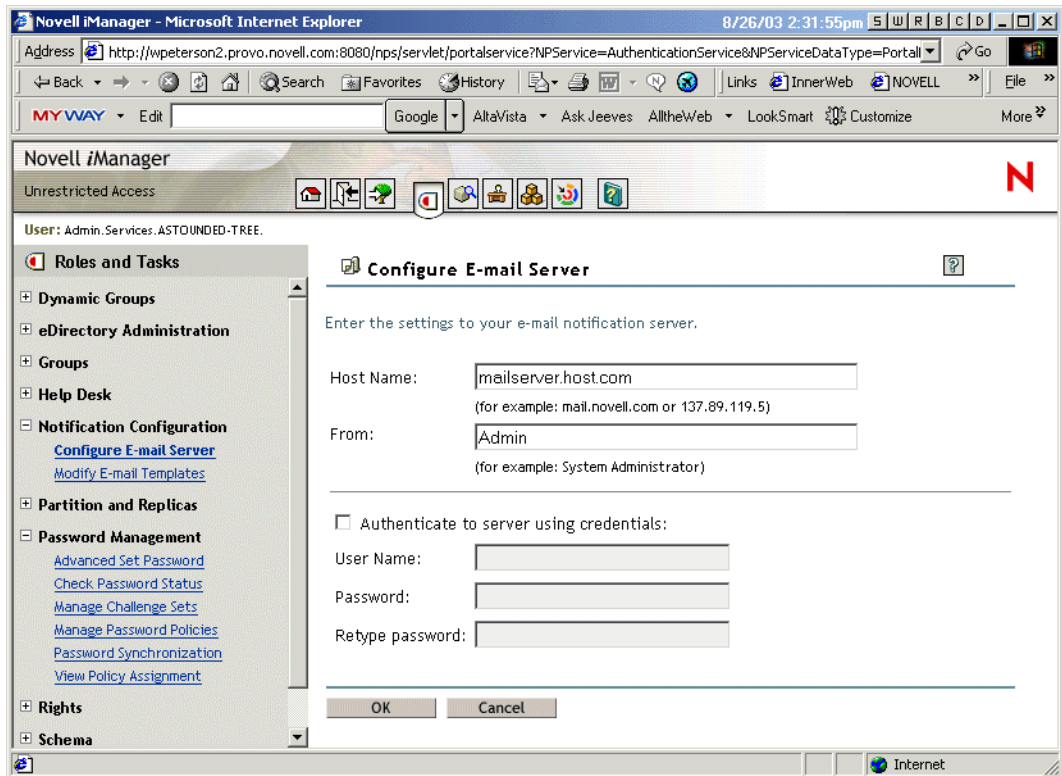 Novell iManager - Microsoft Internet Explorer 8/26/03 2:31:55pm S W R B C D
Address http://wpeterson2.provo.novell.com:8080/nps/servlet/portalservice?NPService=AuthenticationService&NPServiceDataType=Portall Go
Back Search Favorites History Links InnerWeb NOVELL » File »
MY WAY Edit Google AltaVista Ask Jeeves AlltheWeb LookSmart Customize More »
Novell iManager
Unrestricted Access
N
User: Admin.Services.ASTOUNDED-TREE.
Roles and Tasks
Dynamic Groups
eDirectory Administration
Groups
Help Desk
Notification Configuration
Configure E-mail Server
Modify E-mail Templates
Partition and Replicas
Password Management
Advanced Set Password
Check Password Status
Manage Challenge Sets
Manage Password Policies
Password Synchronization
View Policy Assignment
Rights
Schema
Configure E-mail Server ?
Enter the settings to your e-mail notification server.
Host Name: mailserver.host.com
(for example: mail.novell.com or 137.89.119.5)
From: Admin
(for example: System Administrator)
Authenticate to server using credentials:
User Name:
Password:
Retype password:
OK Cancel
Internet